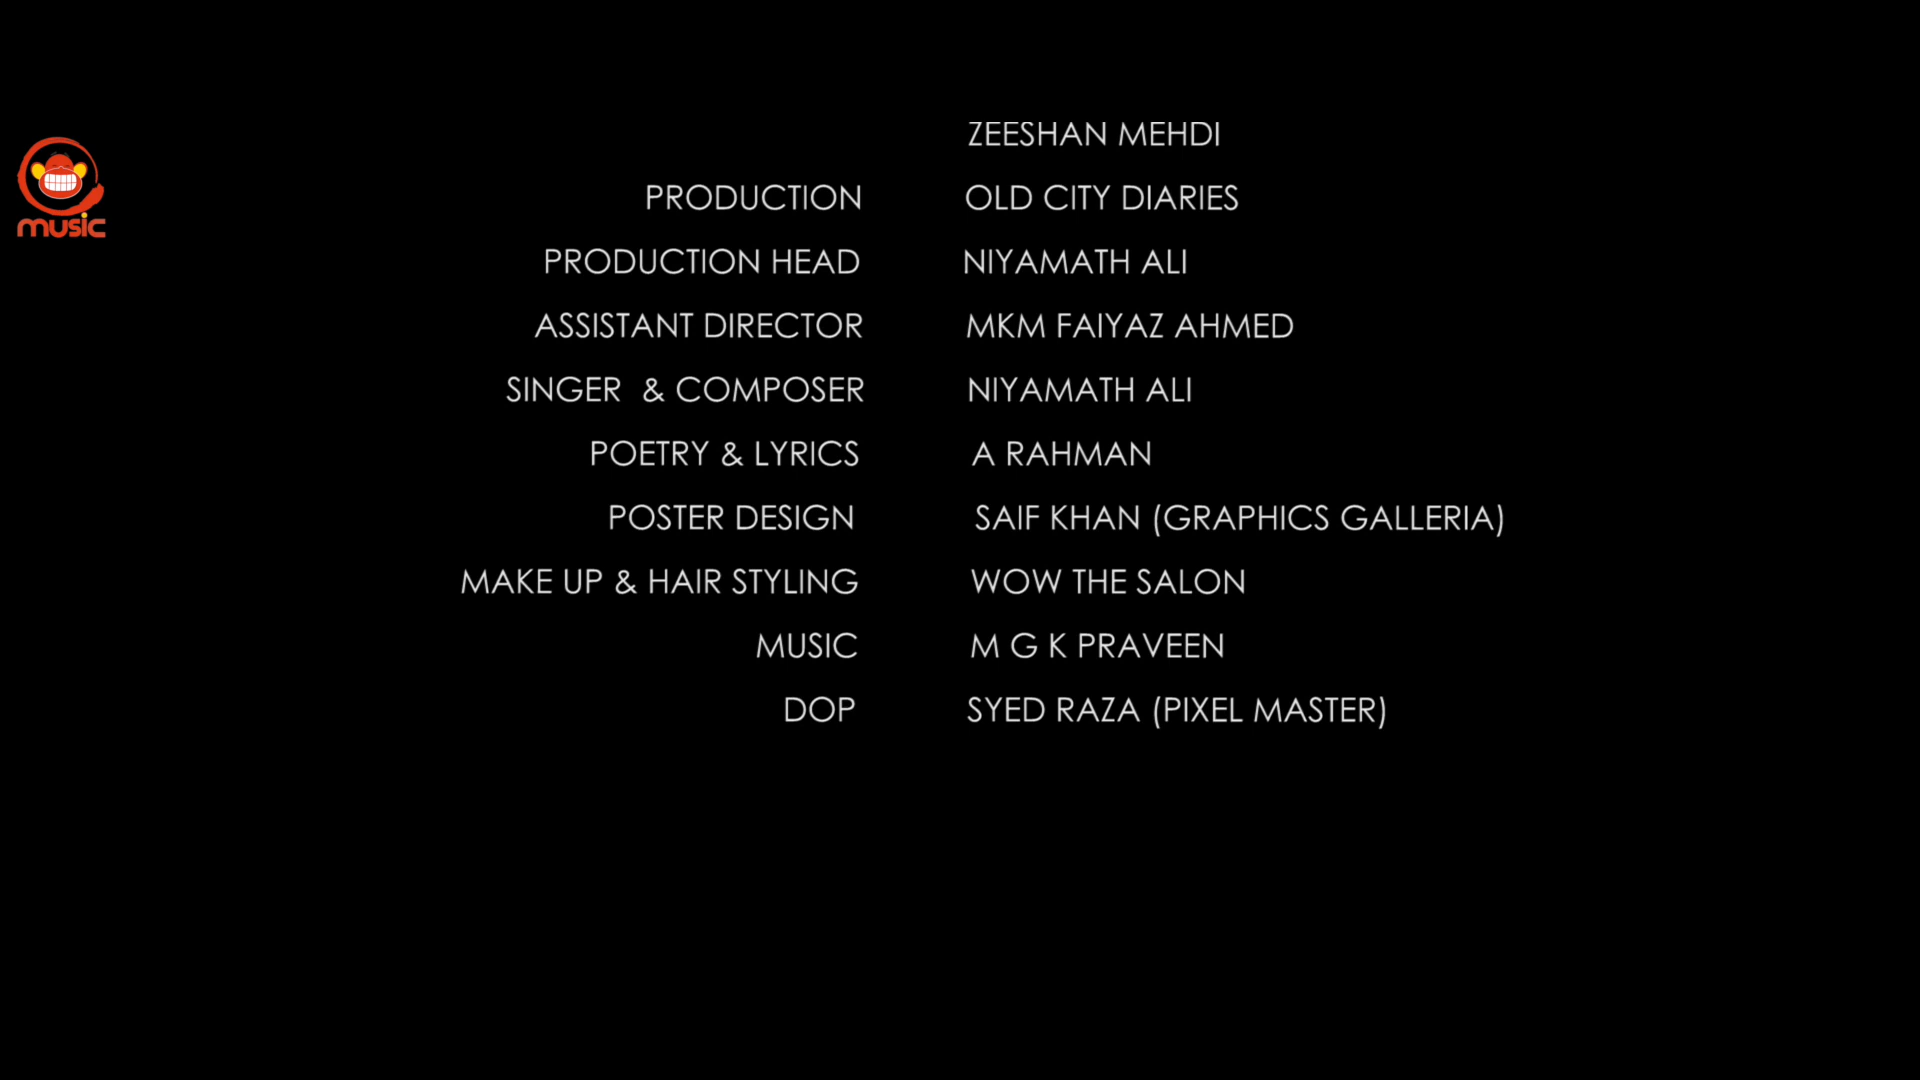 ZEESHAN MEHDI
music
PRODUCTION OLD CITY DIARIES
PRODUCTION HEAD NIYAMATH ALI
ASSISTANT DIRECTOR MKM FAIYAZ AHMED
SINGER & COMPOSER NIYAMATH ALI
POETRY & LYRICS A RAHMAN
POSTER DESIGN SAIF KHAN (GRAPHICS GALLERIA)
MAKE UP & HAIR STYLING WOW THE SALON
MUSIC M G K PRAVEEN
DOP SYED RAZA (PIXEL MASTER)